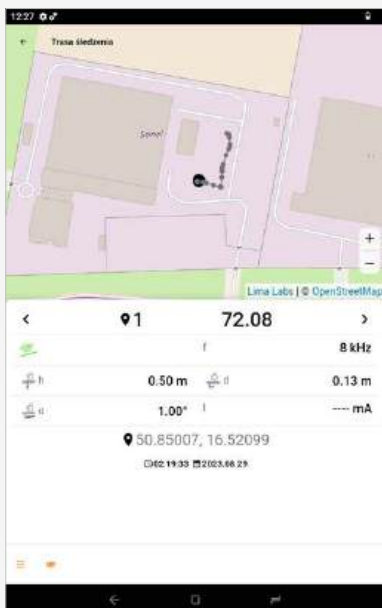 12:27
Trasa śledzenia
Sonel
+
−
Lima Labs | © OpenStreetMap
1 72.08
f 8 kHz
h 0.50 m d 0.13 m
1.00° I ---- mA
50.85007, 16.52099
02:19:33 2023.08.29